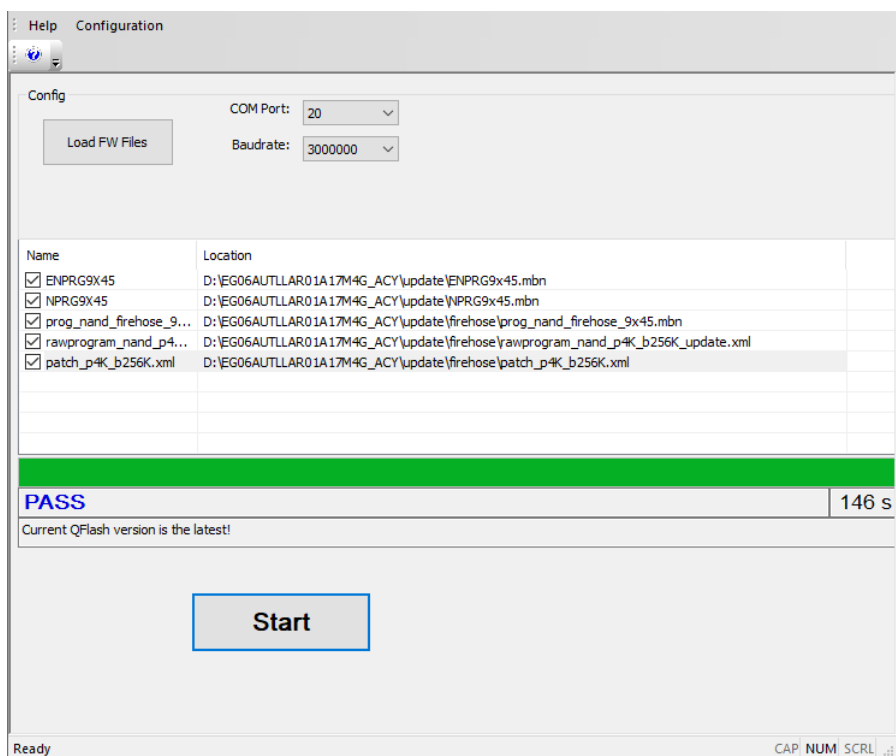 Help Configuration
Config
COM Port: 20
Load FW Files
Baudrate: 3000000
Name Location
ENPRG9X45 D:\EG06AUTLLAR01A17M4G_ACY\update\ENPRG9x45.mbn
NPRG9X45 D:\EG06AUTLLAR01A17M4G_ACY\update\NPRG9x45.mbn
prog_nand_firehose_9... D:\EG06AUTLLAR01A17M4G_ACY\update\firehose\prog_nand_firehose_9x45.mbn
rawprogram_nand_p4... D:\EG06AUTLLAR01A17M4G_ACY\update\firehose\rawprogram_nand_p4K_b256K_update.xml
patch_p4K_b256K.xml D:\EG06AUTLLAR01A17M4G_ACY\update\firehose\patch_p4K_b256K.xml
PASS 146 s
Current QFlash version is the latest!
Start
Ready CAP NUM SCRL